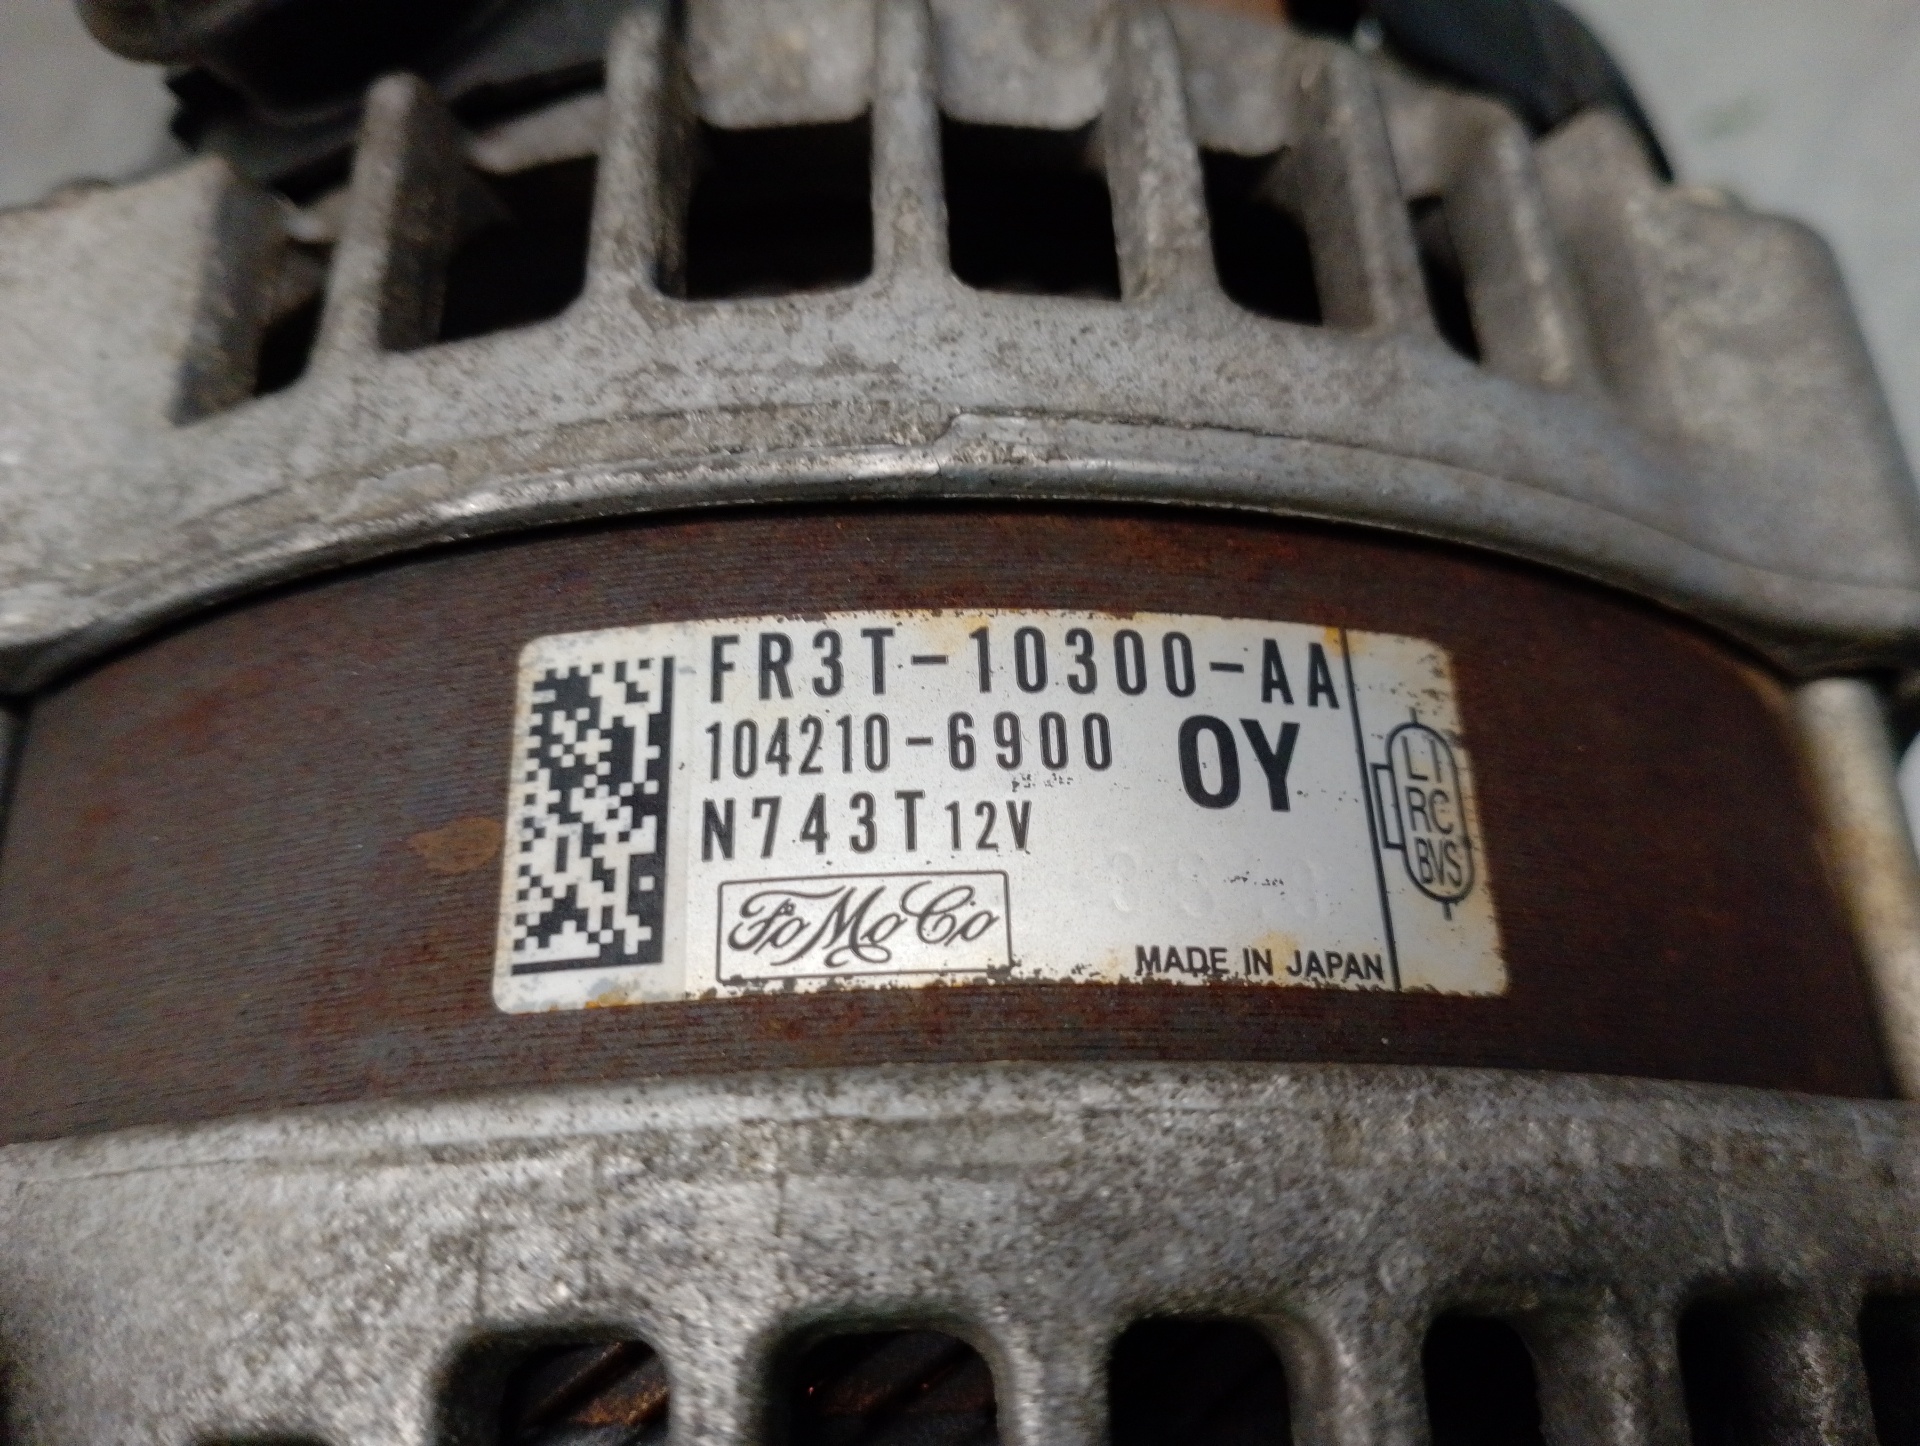 FR3T-10300-AA
104210-6900 OY
N743T 12V
FoMoCo
MADE IN JAPAN
LI
RC
BVS